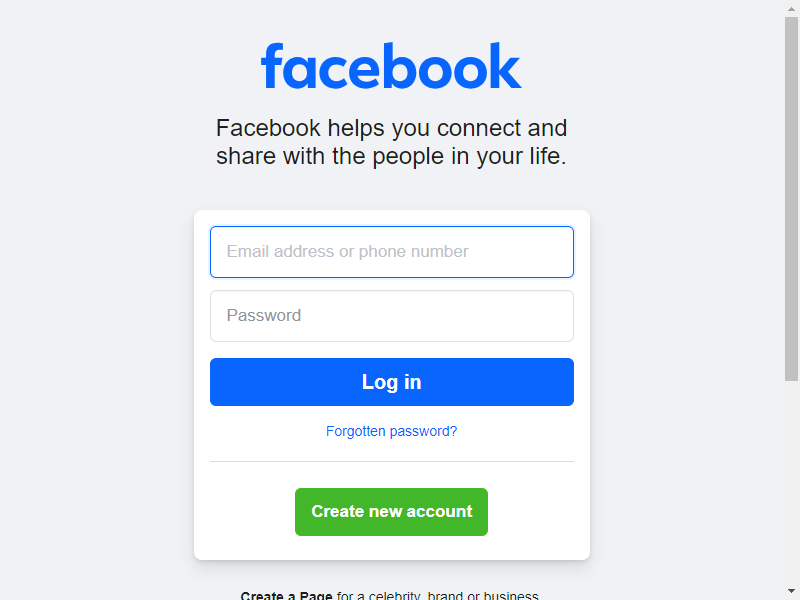 facebook
Facebook helps you connect and
share with the people in your life.
Email address or phone number
Password
Log in
Forgotten password?
Create new account
Create a Page for a celebrity, brand or business.